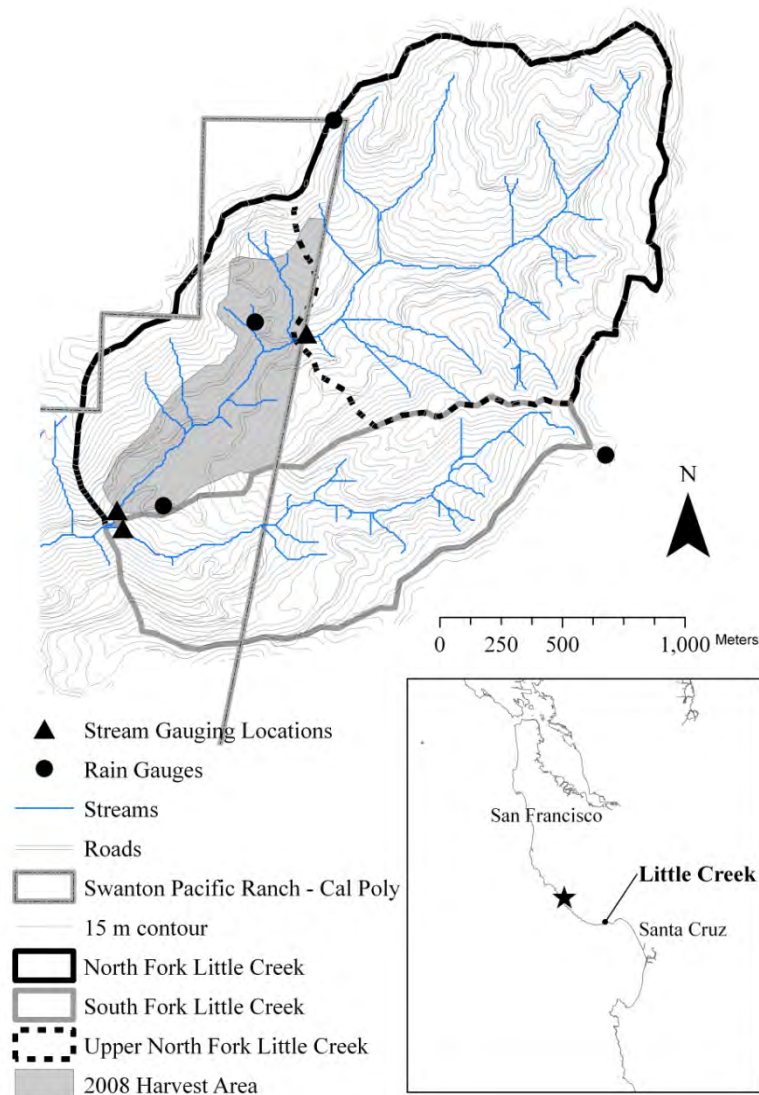 N
0 250 500 1,000 Meters
Stream Gauging Locations
Rain Gauges
Streams
Roads
Swanton Pacific Ranch - Cal Poly
15 m contour
North Fork Little Creek
South Fork Little Creek
Upper North Fork Little Creek
2008 Harvest Area
San Francisco
Little Creek
Santa Cruz